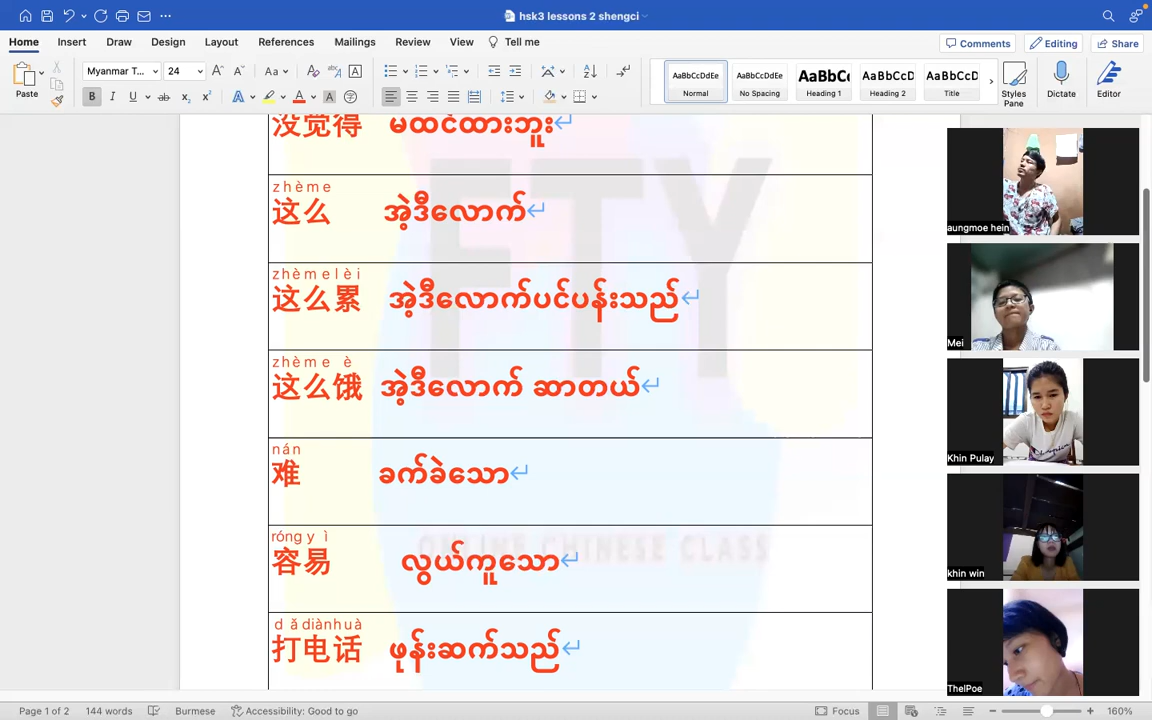 hsk3 lessons 2 shengci
Home Insert Draw Design Layout References Mailings Review View Tell me
Comments Editing Share
Myanmar T... 24
Paste
AaBbCcDdEe AaBbCcDdEe AaBbC AaBbCcD AaBbCcD
Normal No Spacing Heading 1 Heading 2 Title
Styles Pane
Dictate
Editor
没觉得 မထင်ထားဘူး
zhème
这么 အဲ့ဒီလောက်
zhèmelèi
这么累 အဲ့ဒီလောက်ပင်ပန်းသည်
zhème è
这么饿 အဲ့ဒီလောက် ဆာတယ်
nán
难 ခက်ခဲသော
róngyì
容易 လွယ်ကူသော
dǎdiànhuà
打电话 ဖုန်းဆက်သည်
FTY
ONLINE CHINESE CLASS
aungmoe hein
Mei
Khin Pulay
khin win
ThelPoe
Page 1 of 2 144 words Burmese Accessibility: Good to go Focus 160%